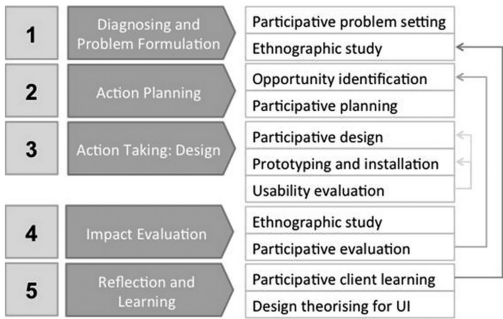 1
Diagnosing and
Problem Formulation
Participative problem setting
Ethnographic study
2
Action Planning
Opportunity identification
Participative planning
3
Action Taking: Design
Participative design
Prototyping and installation
Usability evaluation
4
Impact Evaluation
Ethnographic study
Participative evaluation
5
Reflection and
Learning
Participative client learning
Design theorising for UI